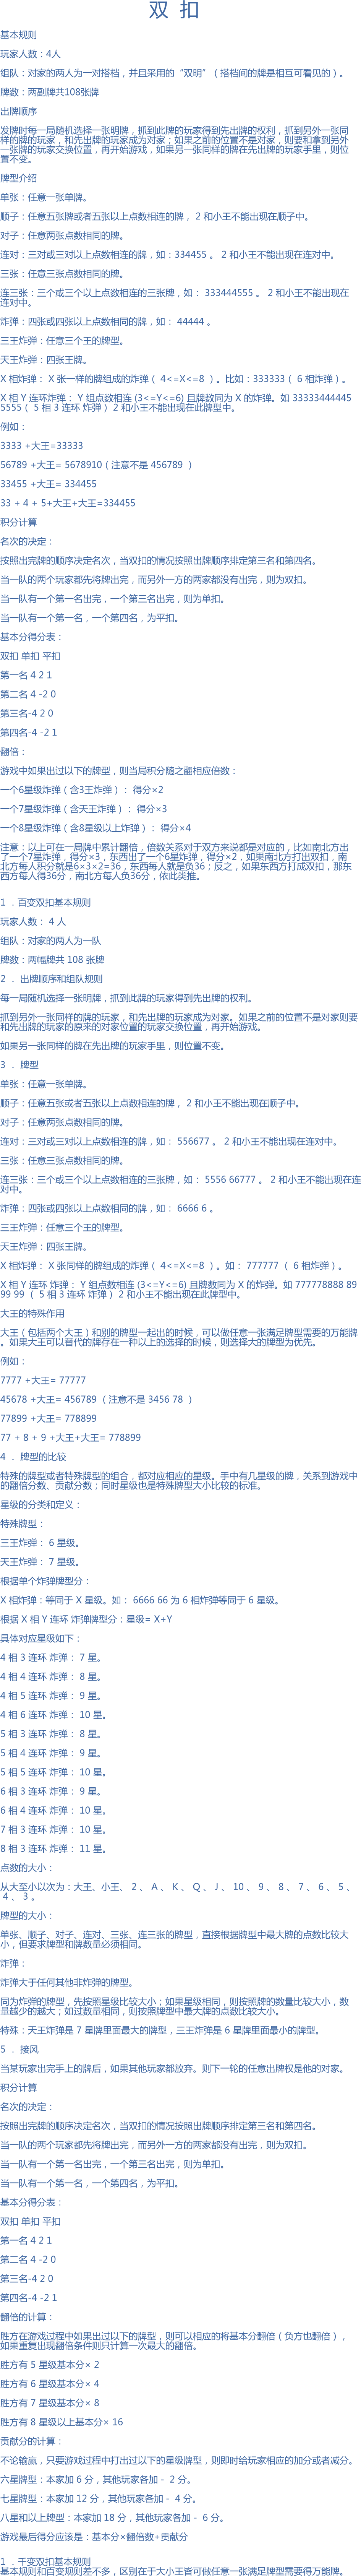 双 扣
基本规则
玩家人数：4人
组队：对家的两人为一对搭档，并且采用的“双明”（ 搭档间的牌是相互可看见的 ）。
牌数：两副牌共108张牌
出牌顺序
发牌时每一局随机选择一张明牌，抓到此牌的玩家得到先出牌的权利，抓到另外一张同
样的牌的玩家，和先出牌的玩家成为对家；如果之前的位置不是对家，则要和拿到另外
一张牌的玩家交换位置，再开始游戏，如果另一张同样的牌在先出牌的玩家手里，则位
置不变。
牌型介绍
单张：任意一张单牌。
顺子：任意五张牌或者五张以上点数相连的牌， 2 和小王不能出现在顺子中。
对子：任意两张点数相同的牌。
连对：三对或三对以上点数相连的牌，如：334455 。 2 和小王不能出现在连对中。
三张：任意三张点数相同的牌。
连三张：三个或三个以上点数相连的三张牌，如： 333444555 。 2 和小王不能出现在
连对中。
炸弹：四张或四张以上点数相同的牌，如： 44444 。
三王炸弹：任意三个王的牌型。
天王炸弹：四张王牌。
X 相炸弹： X 张一样的牌组成的炸弹（ 4<=X<=8 ）。比如：333333（ 6 相炸弹 ）。
X 相 Y 连环炸弹： Y 组点数相连 (3<=Y<=6) 且牌数同为 X 的炸弹。如 33333444445
5555（ 5 相 3 连环 炸弹 ） 2 和小王不能出现在此牌型中。
例如：
3333 +大王=33333
56789 +大王= 5678910（ 注意不是 456789 ）
33455 +大王= 334455
33 + 4 + 5+大王+大王=334455
积分计算
名次的决定：
按照出完牌的顺序决定名次，当双扣的情况按照出牌顺序排定第三名和第四名。
当一队的两个玩家都先将牌出完，而另外一方的两家都没有出完，则为双扣。
当一队有一个第一名出完，一个第三名出完，则为单扣。
当一队有一个第一名，一个第四名，为平扣。
基本分得分表：
双扣 单扣 平扣
第一名 4 2 1
第二名 4 -2 0
第三名-4 2 0
第四名-4 -2 1
翻倍：
游戏中如果出过以下的牌型，则当局积分随之翻相应倍数：
一个6星级炸弹（含3王炸弹）： 得分×2
一个7星级炸弹（含天王炸弹）： 得分×3
一个8星级炸弹（含8星级以上炸弹）： 得分×4
注意：以上可在一局牌中累计翻倍，倍数关系对于双方来说都是对应的，比如南北方出
了一个7星炸弹，得分×3，东西出了一个6星炸弹，得分×2，如果南北方打出双扣，南
北方每人积分就是6×3×2=36，东西每人就是负36；反之，如果东西方打成双扣，那东
西方每人得36分，南北方每人负36分，依此类推。
1 ．百变双扣基本规则
玩家人数： 4 人
组队：对家的两人为一队
牌数：两幅牌共 108 张牌
2 ． 出牌顺序和组队规则
每一局随机选择一张明牌，抓到此牌的玩家得到先出牌的权利。
抓到另外一张同样的牌的玩家，和先出牌的玩家成为对家。如果之前的位置不是对家则要
和先出牌的玩家的原来的对家位置的玩家交换位置，再开始游戏。
如果另一张同样的牌在先出牌的玩家手里，则位置不变。
3 ． 牌型
单张：任意一张单牌。
顺子：任意五张或者五张以上点数相连的牌， 2 和小王不能出现在顺子中。
对子：任意两张点数相同的牌。
连对：三对或三对以上点数相连的牌，如： 556677 。 2 和小王不能出现在连对中。
三张：任意三张点数相同的牌。
连三张：三个或三个以上点数相连的三张牌，如： 5556 66777 。 2 和小王不能出现在连
对中。
炸弹：四张或四张以上点数相同的牌，如： 6666 6 。
三王炸弹：任意三个王的牌型。
天王炸弹：四张王牌。
X 相炸弹： X 张同样的牌组成的炸弹（ 4<=X<=8 ）。如： 777777 （ 6 相炸弹 ）。
X 相 Y 连环 炸弹： Y 组点数相连 (3<=Y<=6) 且牌数同为 X 的炸弹。如 777778888 89
99 99 （ 5 相 3 连环 炸弹 ） 2 和小王不能出现在此牌型中。
大王的特殊作用
大王（ 包括两个大王 ）和别的牌型一起出的时候，可以做任意一张满足牌型需要的万能牌
。如果大王可以替代的牌存在一种以上的选择的时候，则选择大的牌型为优先。
例如：
7777 +大王= 77777
45678 +大王= 456789 （ 注意不是 3456 78 ）
77899 +大王= 778899
77 + 8 + 9 +大王+大王= 778899
4 ． 牌型的比较
特殊的牌型或者特殊牌型的组合，都对应相应的星级。手中有几星级的牌，关系到游戏中
的翻倍分数、贡献分数；同时星级也是特殊牌型大小比较的标准。
星级的分类和定义：
特殊牌型：
三王炸弹： 6 星级。
天王炸弹： 7 星级。
根据单个炸弹牌型分：
X 相炸弹：等同于 X 星级。如： 6666 66 为 6 相炸弹等同于 6 星级。
根据 X 相 Y 连环 炸弹牌型分：星级= X+Y
具体对应星级如下：
4 相 3 连环 炸弹： 7 星。
4 相 4 连环 炸弹： 8 星。
4 相 5 连环 炸弹： 9 星。
4 相 6 连环 炸弹： 10 星。
5 相 3 连环 炸弹： 8 星。
5 相 4 连环 炸弹： 9 星。
5 相 5 连环 炸弹： 10 星。
6 相 3 连环 炸弹： 9 星。
6 相 4 连环 炸弹： 10 星。
7 相 3 连环 炸弹： 10 星。
8 相 3 连环 炸弹： 11 星。
点数的大小：
从大至小以次为：大王、小王、 2 、 A 、 K 、 Q 、 J 、 10 、 9 、 8 、 7 、 6 、 5 、
4 、 3 。
牌型的大小：
单张、顺子、对子、连对、三张、连三张的牌型，直接根据牌型中最大牌的点数比较大
小，但要求牌型和牌数量必须相同。
炸弹：
炸弹大于任何其他非炸弹的牌型。
同为炸弹的牌型，先按照星级比较大小；如果星级相同，则按照牌的数量比较大小，数
量越少的越大；如过数量相同，则按照牌型中最大牌的点数比较大小。
特殊：天王炸弹是 7 星牌里面最大的牌型，三王炸弹是 6 星牌里面最小的牌型。
5 ． 接风
当某玩家出完手上的牌后，如果其他玩家都放弃。则下一轮的任意出牌权是他的对家。
积分计算
名次的决定：
按照出完牌的顺序决定名次，当双扣的情况按照出牌顺序排定第三名和第四名。
当一队的两个玩家都先将牌出完，而另外一方的两家都没有出完，则为双扣。
当一队有一个第一名出完，一个第三名出完，则为单扣。
当一队有一个第一名，一个第四名，为平扣。
基本分得分表：
双扣 单扣 平扣
第一名 4 2 1
第二名 4 -2 0
第三名-4 2 0
第四名-4 -2 1
翻倍的计算：
胜方在游戏过程中如果出过以下的牌型，则可以相应的将基本分翻倍（ 负方也翻倍 ），
如果重复出现翻倍条件则只计算一次最大的翻倍。
胜方有 5 星级基本分× 2
胜方有 6 星级基本分× 4
胜方有 7 星级基本分× 8
胜方有 8 星级以上基本分× 16
贡献分的计算：
不论输赢，只要游戏过程中打出过以下的星级牌型，则即时给玩家相应的加分或者减分。
六星牌型：本家加 6 分，其他玩家各加 - 2 分。
七星牌型：本家加 12 分，其他玩家各加 - 4 分。
八星和以上牌型：本家加 18 分，其他玩家各加 - 6 分。
游戏最后得分应该是：基本分×翻倍数+贡献分
1 ．千变双扣基本规则
基本规则和百变规则差不多，区别在于大小王皆可做任意一张满足牌型需要得万能牌。